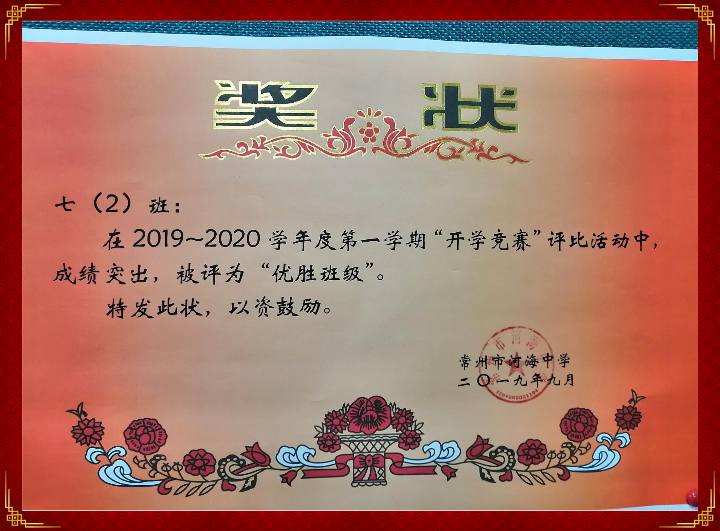 奖 状
七（2）班：
在2019～2020学年度第一学期“开学竞赛”评比活动中，
成绩突出，被评为“优胜班级”。
特发此状，以资鼓励。
常州市河海中学
二〇一九年九月